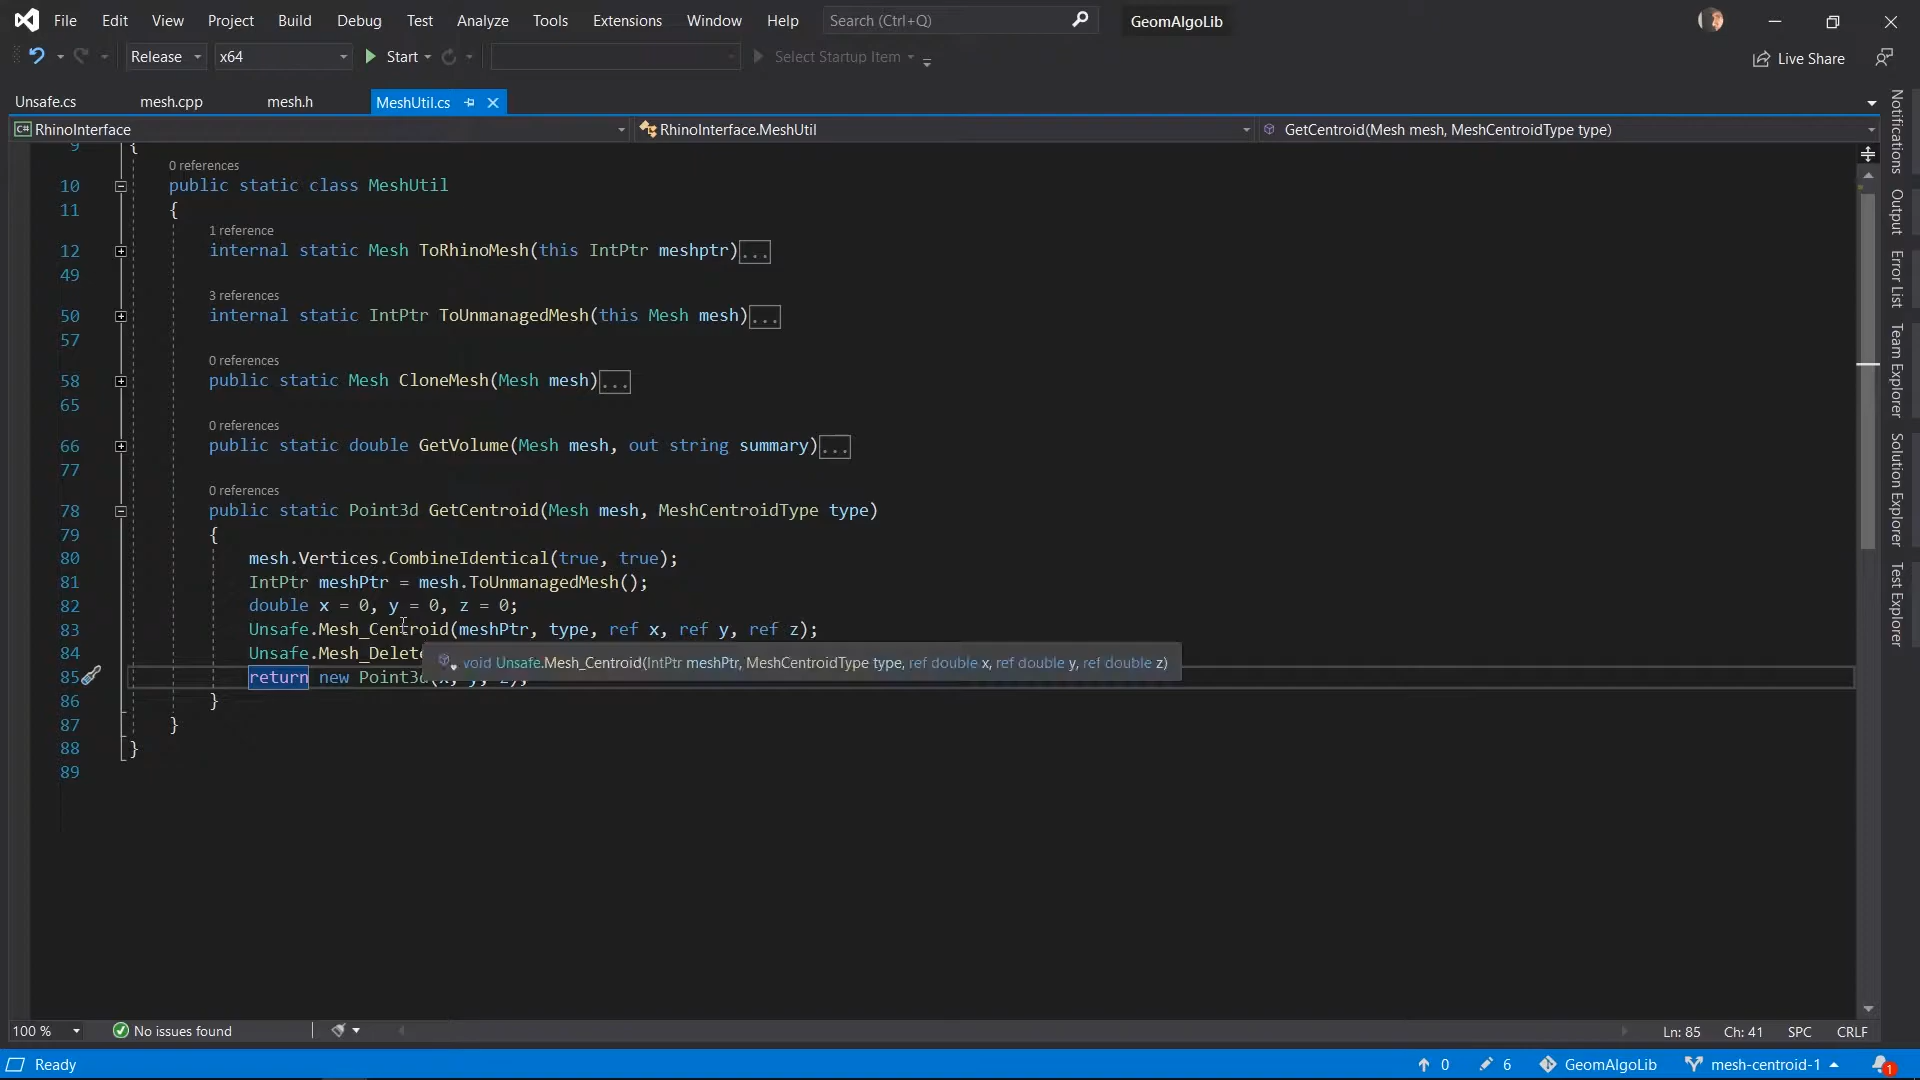 File Edit View Project Build Debug Test Analyze Tools Extensions Window Help Search (Ctrl+Q) GeomAlgoLib
Release x64 Start Select Startup Item Live Share
Unsafe.cs mesh.cpp mesh.h MeshUtil.cs
C# RhinoInterface RhinoInterface.MeshUtil GetCentroid(Mesh mesh, MeshCentroidType type)
9 {
0 references
10 public static class MeshUtil
11 {
1 reference
12 internal static Mesh ToRhinoMesh(this IntPtr meshptr)...
49
3 references
50 internal static IntPtr ToUnmanagedMesh(this Mesh mesh)...
57
0 references
58 public static Mesh CloneMesh(Mesh mesh)...
65
0 references
66 public static double GetVolume(Mesh mesh, out string summary)...
77
0 references
78 public static Point3d GetCentroid(Mesh mesh, MeshCentroidType type)
79 {
80 mesh.Vertices.CombineIdentical(true, true);
81 IntPtr meshPtr = mesh.ToUnmanagedMesh();
82 double x = 0, y = 0, z = 0;
83 Unsafe.Mesh_Centroid(meshPtr, type, ref x, ref y, ref z);
84 Unsafe.Mesh_Delete
void Unsafe.Mesh_Centroid(IntPtr meshPtr, MeshCentroidType type, ref double x, ref double y, ref double z)
85 return new Point3d(x, y, z);
86 }
87 }
88 }
89
Notifications
Output
Error List
Team Explorer
Solution Explorer
Test Explorer
100 % No issues found Ln: 85 Ch: 41 SPC CRLF
Ready 0 6 GeomAlgoLib mesh-centroid-1 1